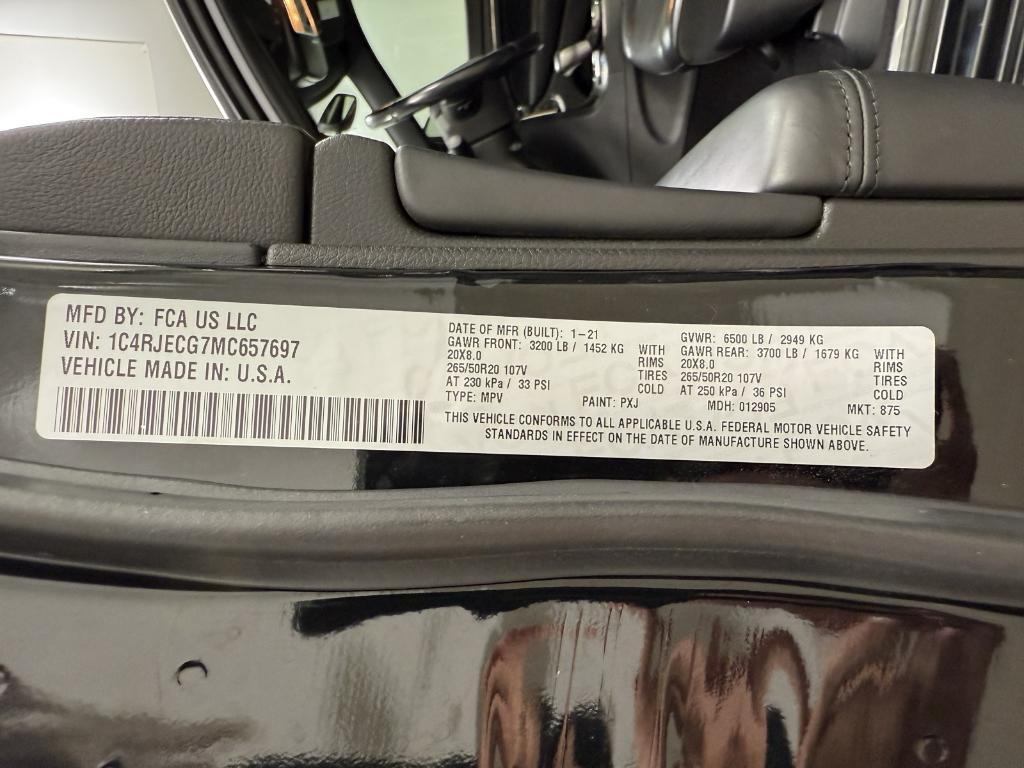 MFD BY: FCA US LLC
VIN: 1C4RJECG7MC657697
VEHICLE MADE IN: U.S.A.
DATE OF MFR (BUILT): 1-21
GAWR FRONT: 3200 LB / 1452 KG WITH
20X8.0 RIMS
265/50R20 107V TIRES
AT 230 kPa / 33 PSI COLD
TYPE: MPV PAINT: PXJ
GVWR: 6500 LB / 2949 KG
GAWR REAR: 3700 LB / 1679 KG WITH
20X8.0 RIMS
265/50R20 107V TIRES
AT 250 kPa / 36 PSI COLD
MDH: 012905 MKT: 875
THIS VEHICLE CONFORMS TO ALL APPLICABLE U.S.A. FEDERAL MOTOR VEHICLE SAFETY
STANDARDS IN EFFECT ON THE DATE OF MANUFACTURE SHOWN ABOVE.